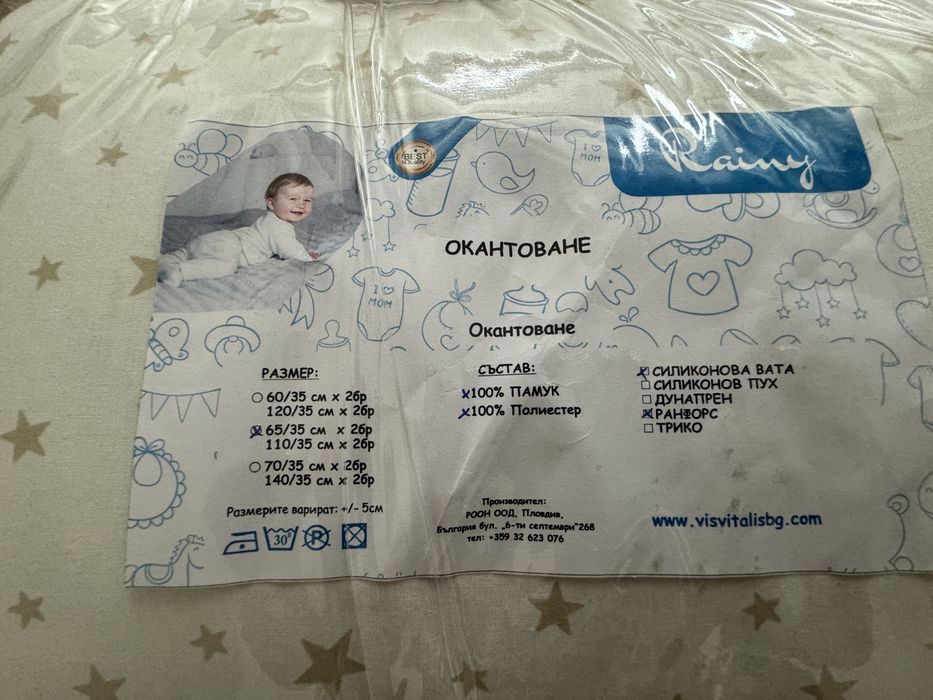 BEST
Quality
Rainy
I ♡
MOM
ОКАНТОВАНЕ
I ♡
MOM
Окантоване
РАЗМЕР:
60/35 см x 2бр
120/35 см x 2бр
65/35 см x 2бр
110/35 см x 2бр
70/35 см x 2бр
140/35 см x 2бр
Размерите варират: +/- 5см
30°
P
СЪСТАВ:
100% ПАМУК
100% Полиестер
СИЛИКОНОВА ВАТА
СИЛИКОНОВ ПУХ
ДУНАПРЕН
РАНФОРС
ТРИКО
Производител:
РООН ООД, Пловдив,
България бул. „6-ти септември"268
тел: +359 32 623 076
www.visvitalisbg.com